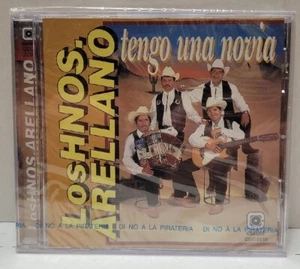 LOS HNOS ARELLANO
LOS HNOS.
ARELLANO
tengo una novia
DI NO A LA PIRATERIA DI NO A LA PIRATERIA